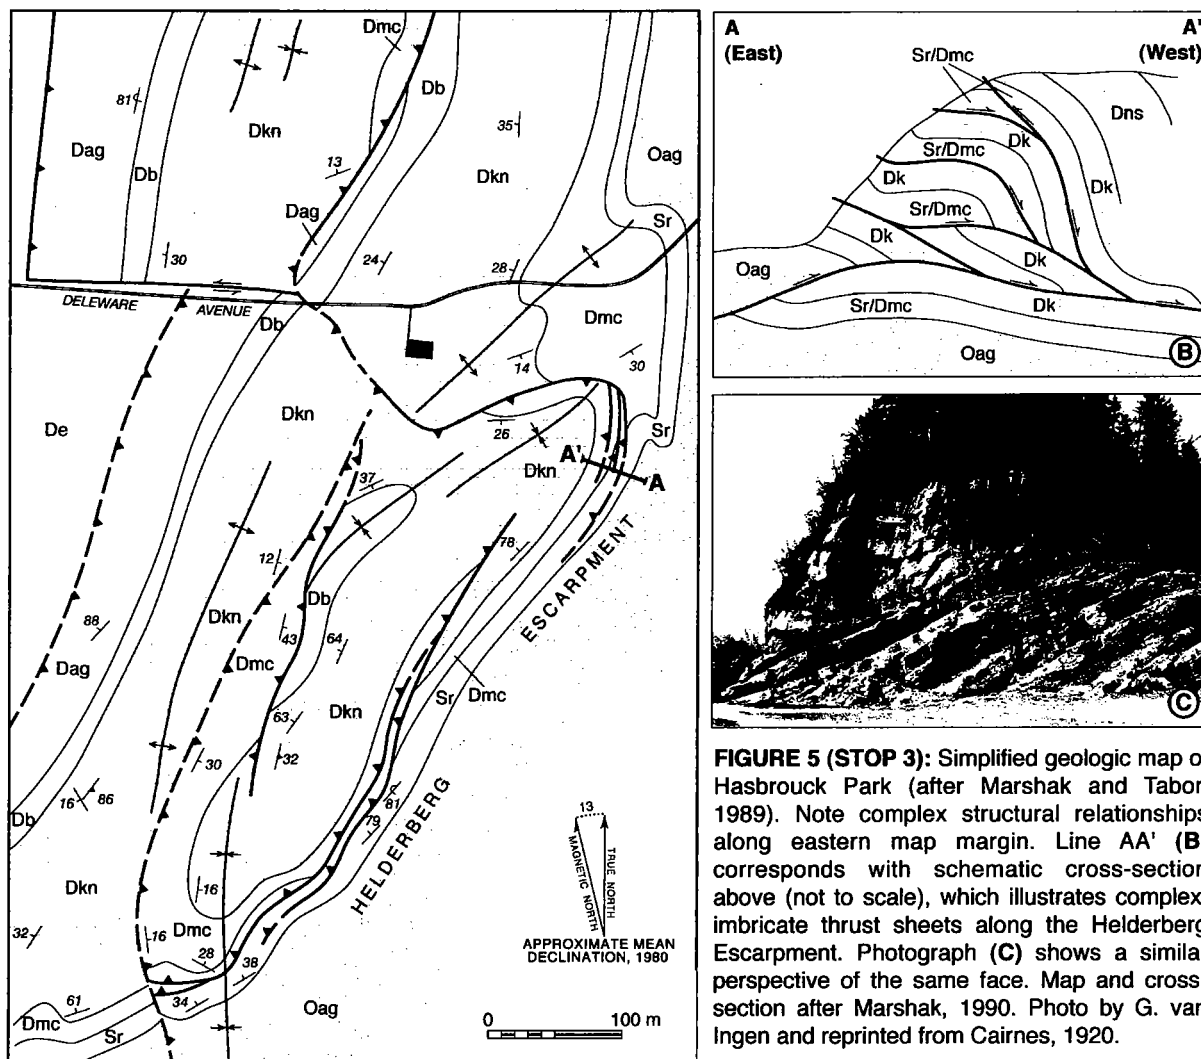 Dmc
Db
81
Dkn
35
Dag
Db
13
Oag
Dkn
Dag
Sr
30
24
28
DELEWARE AVENUE
Db
Dmc
14
30
Dkn
De
26
Sr
A'
A
Dkn
37
78
12
Db
ESCARPMENT
Dkn
43
64
88
Dag
Dmc
Dkn
Sr
Dmc
63
32
30
16
86
81
79
Db
HELDERBERG
13
MAGNETIC NORTH
TRUE NORTH
16
Dkn
32
Dmc
16
28
38
APPROXIMATE MEAN
DECLINATION, 1980
61
34
Oag
Dmc
Sr
0 100 m
A
(East)
A'
(West)
Sr/Dmc
Dns
Dk
Sr/Dmc
Dk
Dk
Sr/Dmc
Dk
Dk
Oag
Sr/Dmc
Dk
Oag
B
C
FIGURE 5 (STOP 3): Simplified geologic map o
Hasbrouck Park (after Marshak and Tabor
1989). Note complex structural relationships
along eastern map margin. Line AA' (B
corresponds with schematic cross-section
above (not to scale), which illustrates complex
imbricate thrust sheets along the Helderberg
Escarpment. Photograph (C) shows a simila
perspective of the same face. Map and cross
section after Marshak, 1990. Photo by G. var
Ingen and reprinted from Cairnes, 1920.